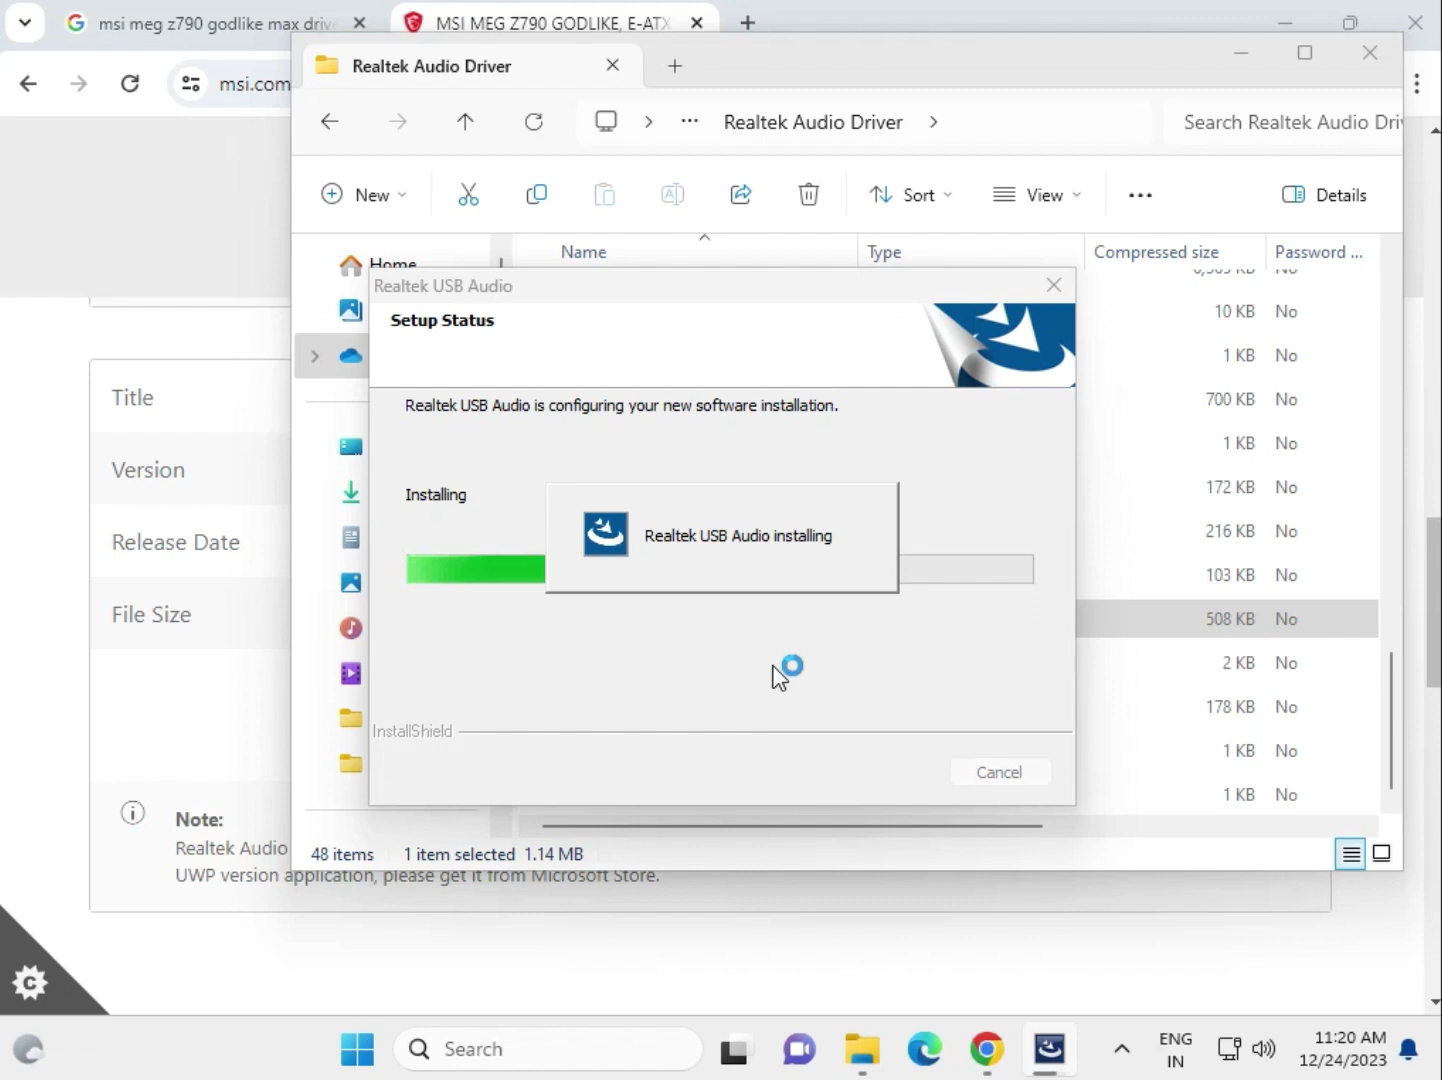 msi meg z790 godlike max driv
MSI MEG Z790 GODLIKE, E-ATX
msi.com
Realtek Audio Driver
Realtek Audio Driver
Search Realtek Audio Dri
New
Sort
View
Details
Name
Type
Compressed size
Password ...
Home
No
10 KB No
1 KB No
700 KB No
1 KB No
172 KB No
216 KB No
103 KB No
508 KB No
2 KB No
178 KB No
1 KB No
1 KB No
Realtek USB Audio
Setup Status
Realtek USB Audio is configuring your new software installation.
Installing
Realtek USB Audio installing
InstallShield
Cancel
48 items
1 item selected 1.14 MB
Title
Version
Release Date
File Size
Note:
Realtek Audio
UWP version application, please get it from Microsoft Store.
Search
ENG
IN
11:20 AM
12/24/2023